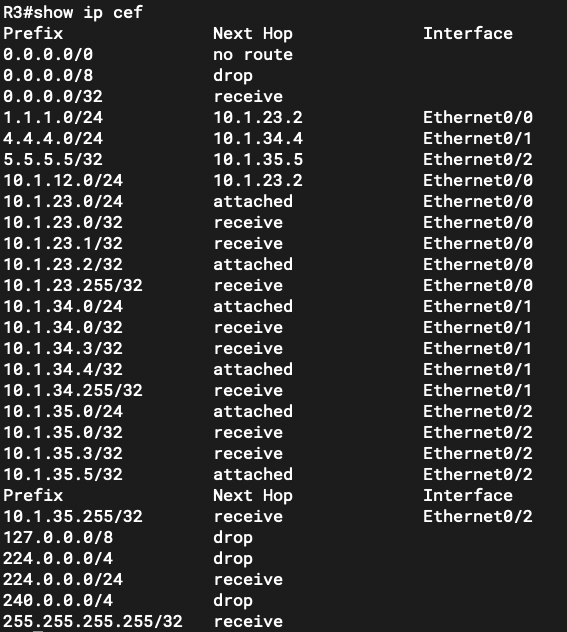 R3#show ip cef
Prefix Next Hop Interface
0.0.0.0/0 no route
0.0.0.0/8 drop
0.0.0.0/32 receive
1.1.1.0/24 10.1.23.2 Ethernet0/0
4.4.4.0/24 10.1.34.4 Ethernet0/1
5.5.5.5/32 10.1.35.5 Ethernet0/2
10.1.12.0/24 10.1.23.2 Ethernet0/0
10.1.23.0/24 attached Ethernet0/0
10.1.23.0/32 receive Ethernet0/0
10.1.23.1/32 receive Ethernet0/0
10.1.23.2/32 attached Ethernet0/0
10.1.23.255/32 receive Ethernet0/0
10.1.34.0/24 attached Ethernet0/1
10.1.34.0/32 receive Ethernet0/1
10.1.34.3/32 receive Ethernet0/1
10.1.34.4/32 attached Ethernet0/1
10.1.34.255/32 receive Ethernet0/1
10.1.35.0/24 attached Ethernet0/2
10.1.35.0/32 receive Ethernet0/2
10.1.35.3/32 receive Ethernet0/2
10.1.35.5/32 attached Ethernet0/2
Prefix Next Hop Interface
10.1.35.255/32 receive Ethernet0/2
127.0.0.0/8 drop
224.0.0.0/4 drop
224.0.0.0/24 receive
240.0.0.0/4 drop
255.255.255.255/32 receive